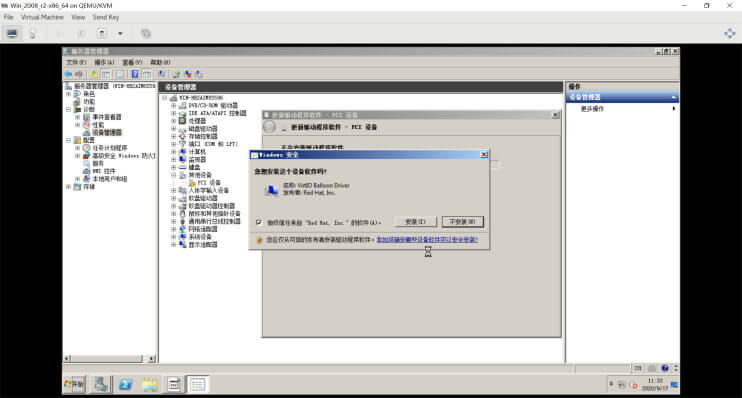 Win_2008_r2-x86_64 on QEMU/KVM
File Virtual Machine View Send Key
服务器管理器
文件(F) 操作(A) 查看(V) 帮助(H)
服务器管理器
角色
功能
诊断
事件查看器
性能
设备管理器
配置
任务计划程序
高级安全 Windows 防火
服务
WMI 控件
本地用户和组
存储
设备管理器
DVD/CD-ROM 驱动器
IDE ATA/ATAPI 控制器
处理器
磁盘驱动器
存储控制器
端口 (COM 和 LPT)
计算机
监视器
键盘
其他设备
PCI 设备
人体学输入设备
软盘驱动器
软盘驱动器控制器
鼠标和其他指针设备
通用串行总线控制器
网络适配器
系统设备
显示适配器
更新驱动程序软件 - PCI 设备
更新驱动程序软件 - PCI 设备
正在安装驱动程序软件
Windows 安全
您想安装这个设备软件吗?
名称: VirtIO Balloon Driver
发布者: Red Hat, Inc.
始终信任来自 "Red Hat, Inc." 的软件(A)。
安装(I) 不安装(N)
您应仅从可信的发布者安装驱动程序软件。我如何确定哪些设备软件可以安全安装?
操作
设备管理器
更多操作
CH
开始
11:33
2020/9/17